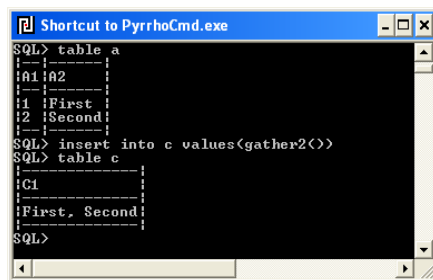 Shortcut to PyrrhoCmd.exe
SQL> table a
|--|------|
|A1|A2    |
|--|------|
|1 |First |
|2 |Second|
|--|------|
SQL> insert into c values(gather2())
SQL> table c
|-------------|
|C1           |
|-------------|
|First, Second|
|-------------|
SQL>